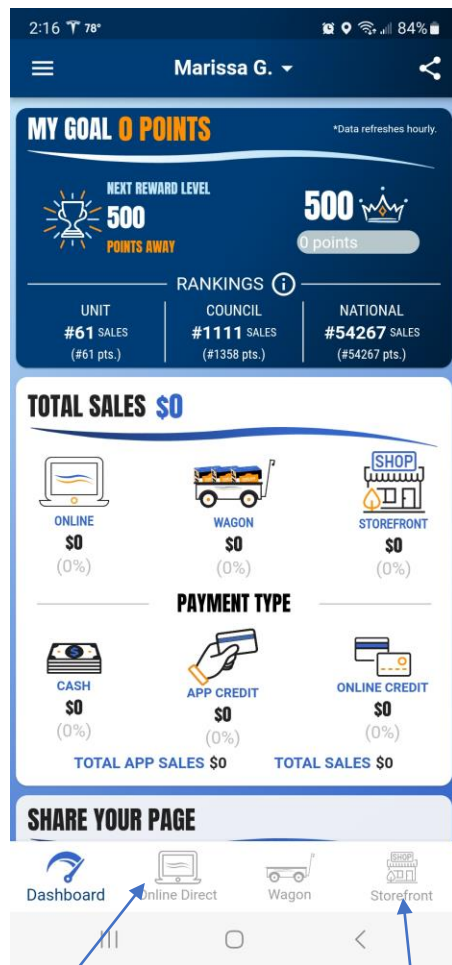 2:16 78° 84%
Marissa G.
MY GOAL 0 POINTS
*Data refreshes hourly.
NEXT REWARD LEVEL
500
POINTS AWAY
500
0 points
RANKINGS
UNIT COUNCIL NATIONAL
#61 SALES #1111 SALES #54267 SALES
(#61 pts.) (#1358 pts.) (#54267 pts.)
TOTAL SALES $0
SHOP
ONLINE WAGON STOREFRONT
$0 $0 $0
(0%) (0%) (0%)
PAYMENT TYPE
CASH APP CREDIT ONLINE CREDIT
$0 $0 $0
(0%) (0%) (0%)
TOTAL APP SALES $0 TOTAL SALES $0
SHARE YOUR PAGE
SHOP
Dashboard Online Direct Wagon Storefront